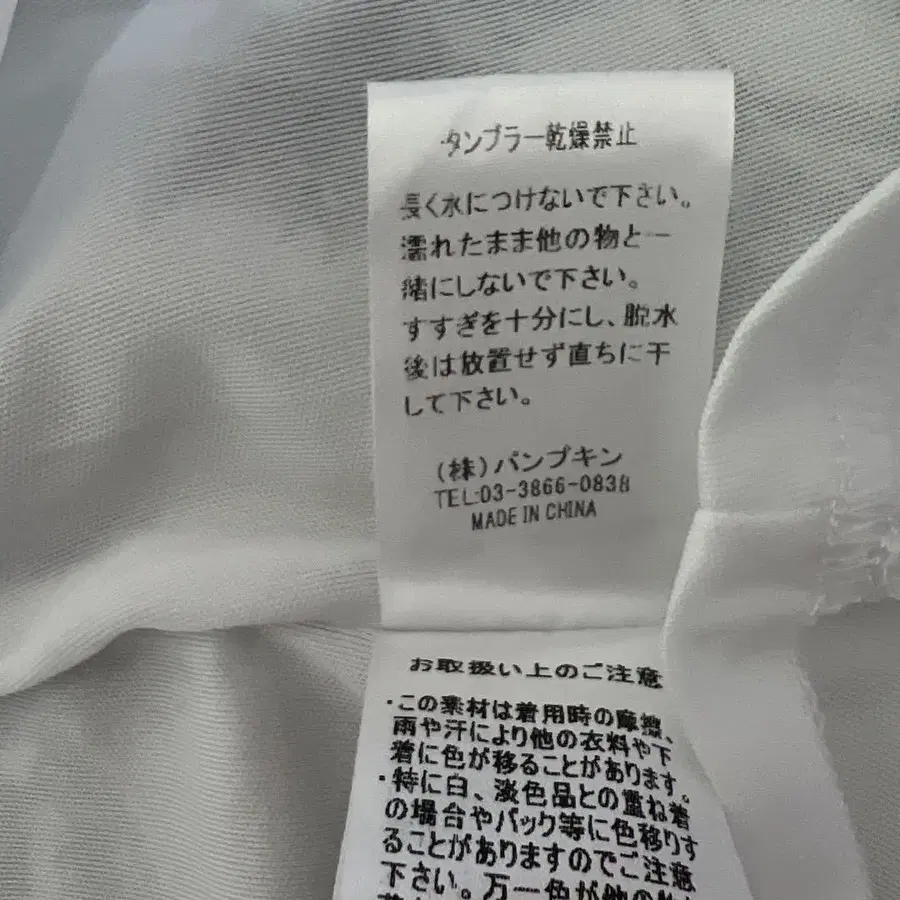 ・タンブラー乾燥禁止
長く水につけないで下さい。
濡れたまま他の物と一
緒にしないで下さい。
すすぎを十分にし、脱水
後は放置せず直ちに干
して下さい。
(株)パンプキン
TEL:03-3866-0838
MADE IN CHINA
お取扱い上のご注意
・この素材は着用時の摩擦、
雨や汗により他の衣料や下
着に色が移ることがあります。
・特に白、淡色品との重ね着
の場合やバック等に色移りす
ることがありますのでご注意
下さい。万一色が他の